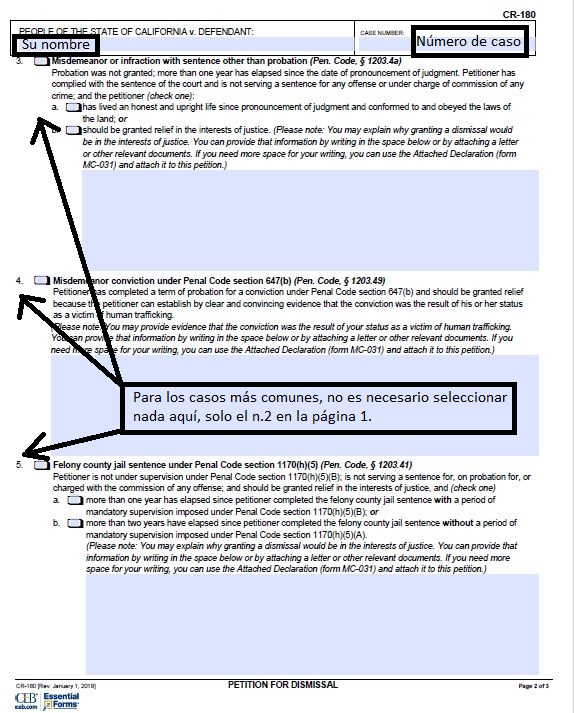 CR-180
PEOPLE OF THE STATE OF CALIFORNIA v. DEFENDANT:
CASE NUMBER:
Su nombre
Número de caso
3. Misdemeanor or infraction with sentence other than probation (Pen. Code, § 1203.4a)
Probation was not granted; more than one year has elapsed since the date of pronouncement of judgment. Petitioner has
complied with the sentence of the court and is not serving a sentence for any offense or under charge of commission of any
crime; and the petitioner (check one):
a. has lived an honest and upright life since pronouncement of judgment and conformed to and obeyed the laws of
the land; or
b. should be granted relief in the interests of justice. (Please note: You may explain why granting a dismissal would
be in the interests of justice. You can provide that information by writing in the space below or by attaching a letter
or other relevant documents. If you need more space for your writing, you can use the Attached Declaration (form
MC-031) and attach it to this petition.)
4. Misdemeanor conviction under Penal Code section 647(b) (Pen. Code, § 1203.49)
Petitioner has completed a term of probation for a conviction under Penal Code section 647(b) and should be granted relief
because the petitioner can establish by clear and convincing evidence that the conviction was the result of his or her status
as a victim of human trafficking.
(Please note: You may provide evidence that the conviction was the result of your status as a victim of human trafficking.
You can provide that information by writing in the space below or by attaching a letter or other relevant documents. If you
need more space for your writing, you can use the Attached Declaration (form MC-031) and attach it to this petition.)
Para los casos más comunes, no es necesario seleccionar
nada aquí, solo el n.2 en la página 1.
5. Felony county jail sentence under Penal Code section 1170(h)(5) (Pen. Code, § 1203.41)
Petitioner is not under supervision under Penal Code section 1170(h)(5)(B); is not serving a sentence for, on probation for, or
charged with the commission of any offense; and should be granted relief in the interests of justice, and (check one)
a. more than one year has elapsed since petitioner completed the felony county jail sentence with a period of
mandatory supervision imposed under Penal Code section 1170(h)(5)(B); or
b. more than two years have elapsed since petitioner completed the felony county jail sentence without a period of
mandatory supervision imposed under Penal Code section 1170(h)(5)(A).
(Please note: You may explain why granting a dismissal would be in the interests of justice. You can provide that
information by writing in the space below or by attaching a letter or other relevant documents. If you need more
space for your writing, you can use the Attached Declaration (form MC-031) and attach it to this petition.)
CR-180 [Rev. January 1, 2019]
PETITION FOR DISMISSAL
Page 2 of 3
CEB Essential
ceb.com Forms